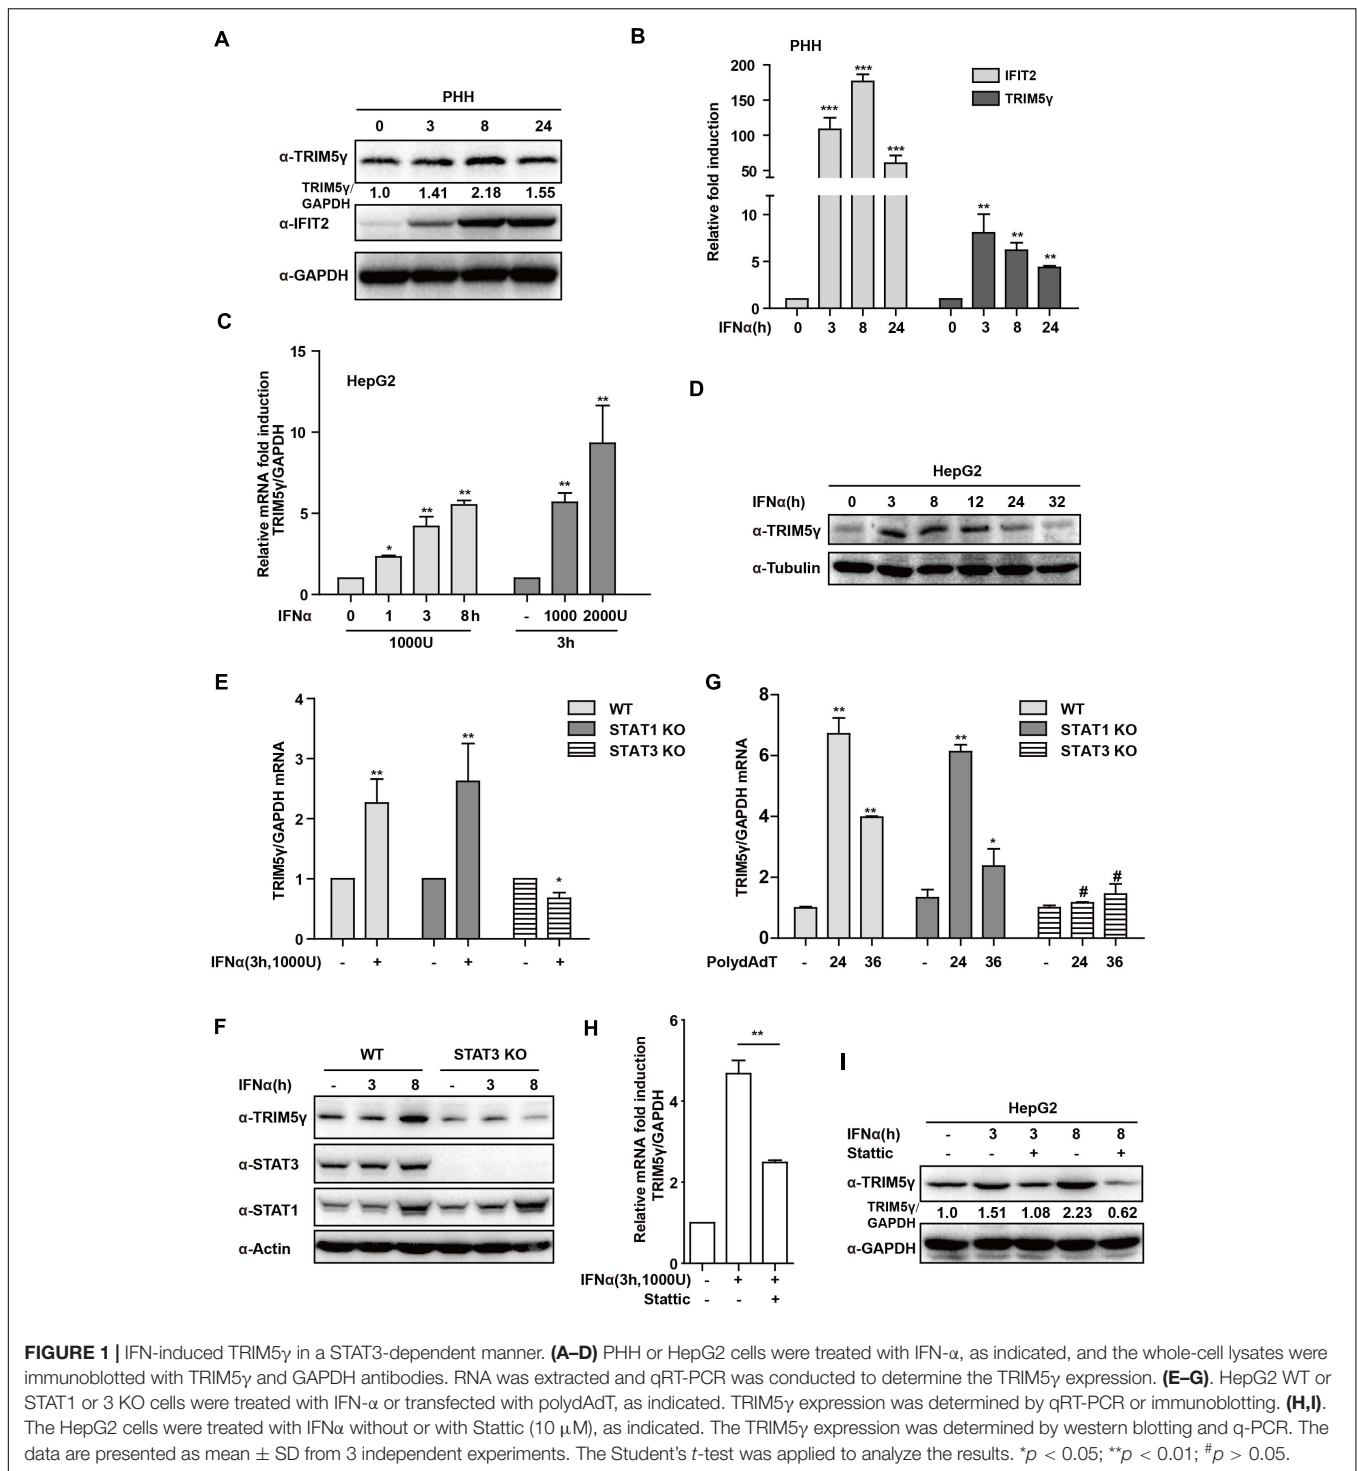 A
PHH
0 3 8 24
α-TRIM5γ
TRIM5γ/
GAPDH
1.0 1.41 2.18 1.55
α-IFIT2
α-GAPDH
B
PHH
IFIT2
TRIM5γ
Relative fold induction
200
150
100
50
10
5
0
*** *** *** ** ** **
IFNα(h) 0 3 8 24 0 3 8 24
C
HepG2
Relative mRNA fold induction
TRIM5γ/GAPDH
15
10
5
0
* ** ** ** **
IFNα 0 1 3 8h - 1000 2000U
1000U 3h
D
HepG2
IFNα(h) 0 3 8 12 24 32
α-TRIM5γ
α-Tubulin
E
WT
STAT1 KO
STAT3 KO
TRIM5γ/GAPDH mRNA
4
3
2
1
0
** ** *
IFNα(3h,1000U) - + - + - +
G
WT
STAT1 KO
STAT3 KO
TRIM5γ/GAPDH mRNA
8
6
4
2
0
** ** ** * # #
PolydAdT - 24 36 - 24 36 - 24 36
F
WT STAT3 KO
IFNα(h) - 3 8 - 3 8
α-TRIM5γ
α-STAT3
α-STAT1
α-Actin
H
Relative mRNA fold induction
TRIM5γ/GAPDH
6
4
2
0
**
IFNα(3h,1000U) - + +
Stattic - - +
I
HepG2
IFNα(h) - 3 3 8 8
Stattic - - + - +
α-TRIM5γ
TRIM5γ/
GAPDH
1.0 1.51 1.08 2.23 0.62
α-GAPDH
FIGURE 1 | IFN-induced TRIM5γ in a STAT3-dependent manner. (A–D) PHH or HepG2 cells were treated with IFN-α, as indicated, and the whole-cell lysates were
immunoblotted with TRIM5γ and GAPDH antibodies. RNA was extracted and qRT-PCR was conducted to determine the TRIM5γ expression. (E–G). HepG2 WT or
STAT1 or 3 KO cells were treated with IFN-α or transfected with polydAdT, as indicated. TRIM5γ expression was determined by qRT-PCR or immunoblotting. (H,I).
The HepG2 cells were treated with IFNα without or with Stattic (10 μM), as indicated. The TRIM5γ expression was determined by western blotting and q-PCR. The
data are presented as mean ± SD from 3 independent experiments. The Student's t-test was applied to analyze the results. *p < 0.05; **p < 0.01; #p > 0.05.